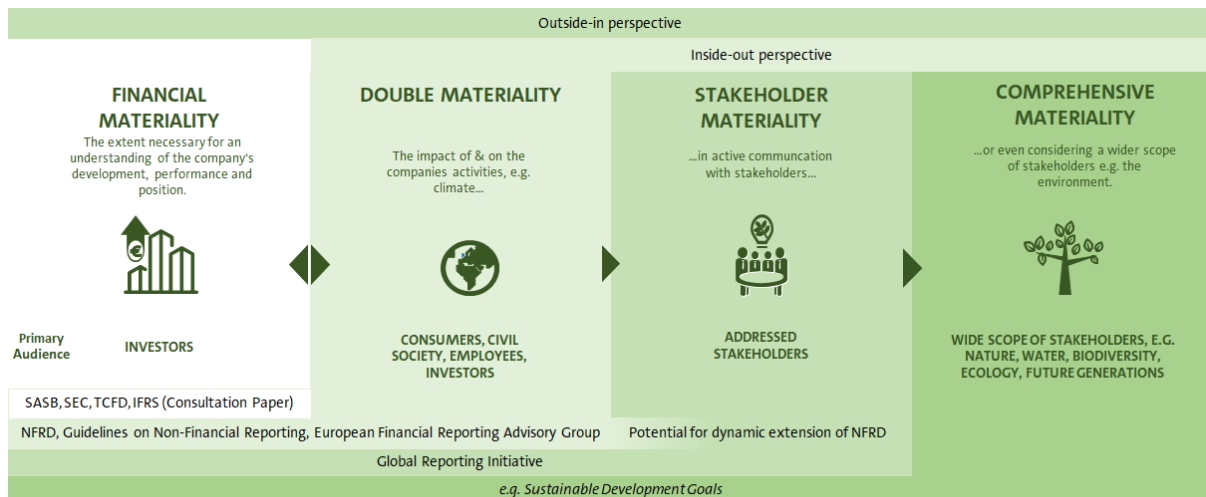 Outside-in perspective
Inside-out perspective
FINANCIAL
MATERIALITY
The extent necessary for an
understanding of the company's
development, performance and
position.
DOUBLE MATERIALITY
The impact of & on the
companies activities, e.g.
climate...
STAKEHOLDER
MATERIALITY
...in active communcation
with stakeholders...
COMPREHENSIVE
MATERIALITY
...or even considering a wider scope
of stakeholders e.g. the
environment.
€
Primary
Audience
INVESTORS
CONSUMERS, CIVIL
SOCIETY, EMPLOYEES,
INVESTORS
ADDRESSED
STAKEHOLDERS
WIDE SCOPE OF STAKEHOLDERS, E.G.
NATURE, WATER, BIODIVERSITY,
ECOLOGY, FUTURE GENERATIONS
SASB, SEC, TCFD, IFRS (Consultation Paper)
NFRD, Guidelines on Non-Financial Reporting, European Financial Reporting Advisory Group
Potential for dynamic extension of NFRD
Global Reporting Initiative
e.g. Sustainable Development Goals